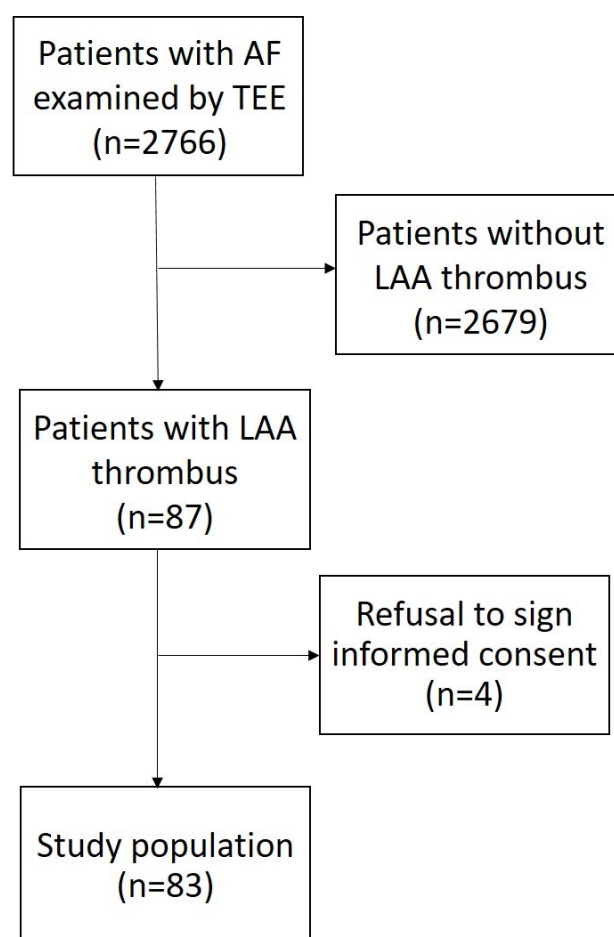 Patients with AF
examined by TEE
(n=2766)
Patients without
LAA thrombus
(n=2679)
Patients with LAA
thrombus
(n=87)
Refusal to sign
informed consent
(n=4)
Study population
(n=83)